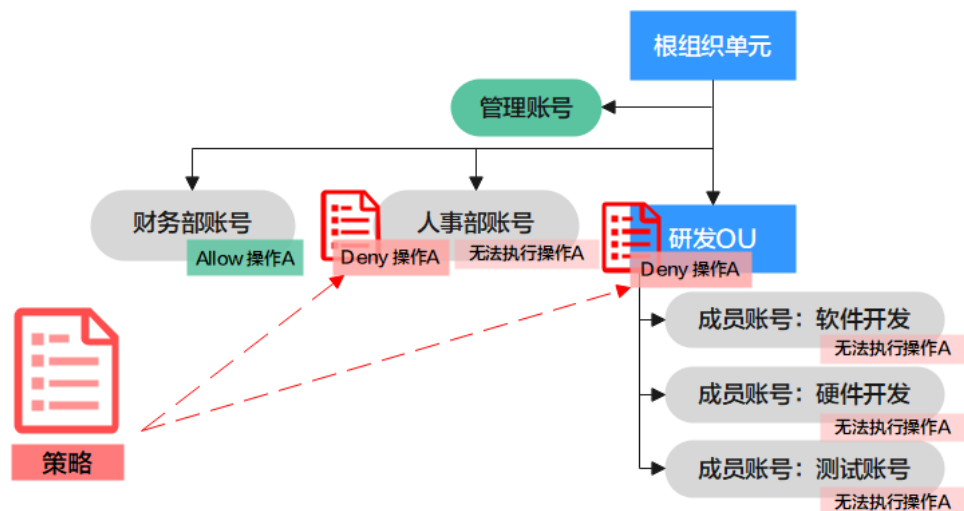 根组织单元
管理账号
财务部账号
Allow 操作A
人事部账号
Deny 操作A
无法执行操作A
研发OU
Deny 操作A
成员账号：软件开发
无法执行操作A
成员账号：硬件开发
无法执行操作A
成员账号：测试账号
无法执行操作A
策略